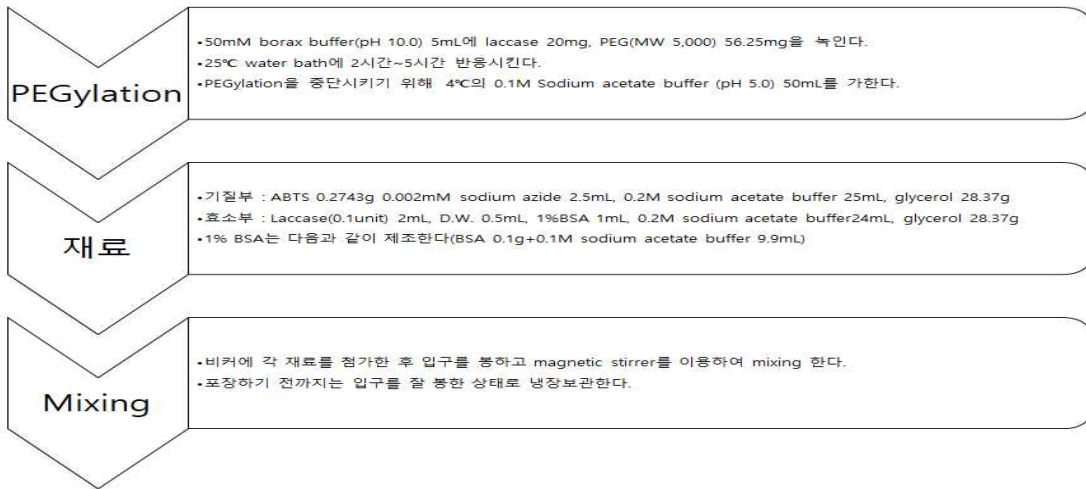 PEGylation
•50mM borax buffer(pH 10.0) 5mL에 laccase 20mg, PEG(MW 5,000) 56.25mg을 녹인다.
•25℃ water bath에 2시간~5시간 반응시킨다.
•PEGylation을 중단시키기 위해 4℃의 0.1M Sodium acetate buffer (pH 5.0) 50mL를 가한다.
재료
•기질부 : ABTS 0.2743g 0.002mM sodium azide 2.5mL, 0.2M sodium acetate buffer 25mL, glycerol 28.37g
•효소부 : Laccase(0.1unit) 2mL, D.W. 0.5mL, 1%BSA 1mL, 0.2M sodium acetate buffer24mL, glycerol 28.37g
•1% BSA는 다음과 같이 제조한다(BSA 0.1g+0.1M sodium acetate buffer 9.9mL)
Mixing
•비커에 각 재료를 첨가한 후 입구를 봉하고 magnetic stirrer를 이용하여 mixing 한다.
•포장하기 전까지는 입구를 잘 봉한 상태로 냉장보관한다.